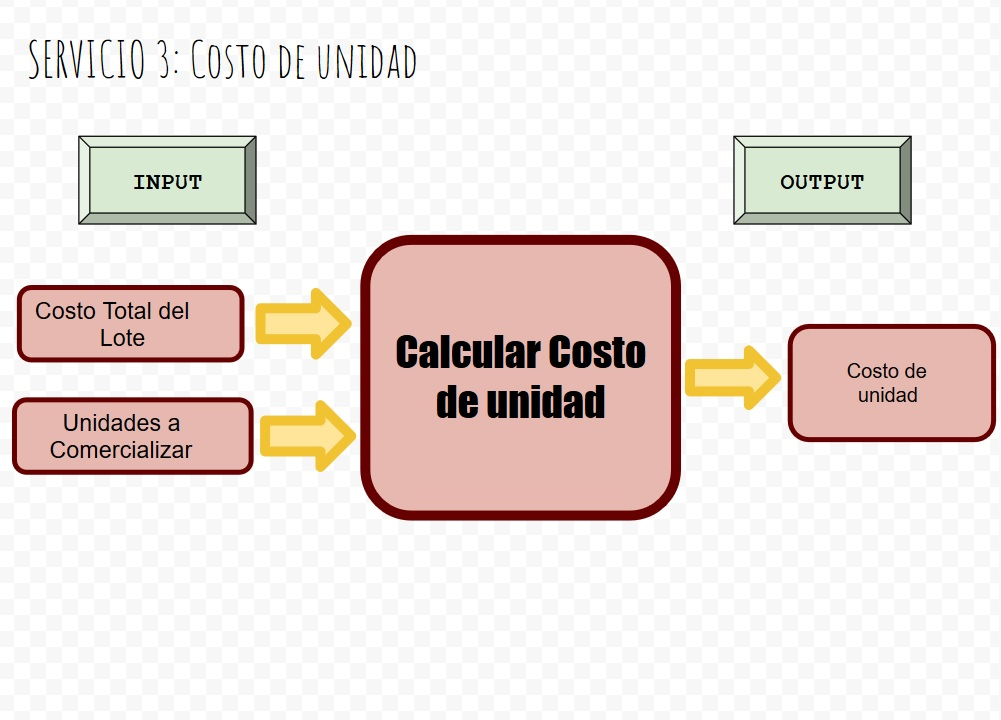 SERVICIO 3: Costo de unidad
INPUT
OUTPUT
Costo Total del
Lote
Unidades a
Comercializar
Calcular Costo
de unidad
Costo de
unidad